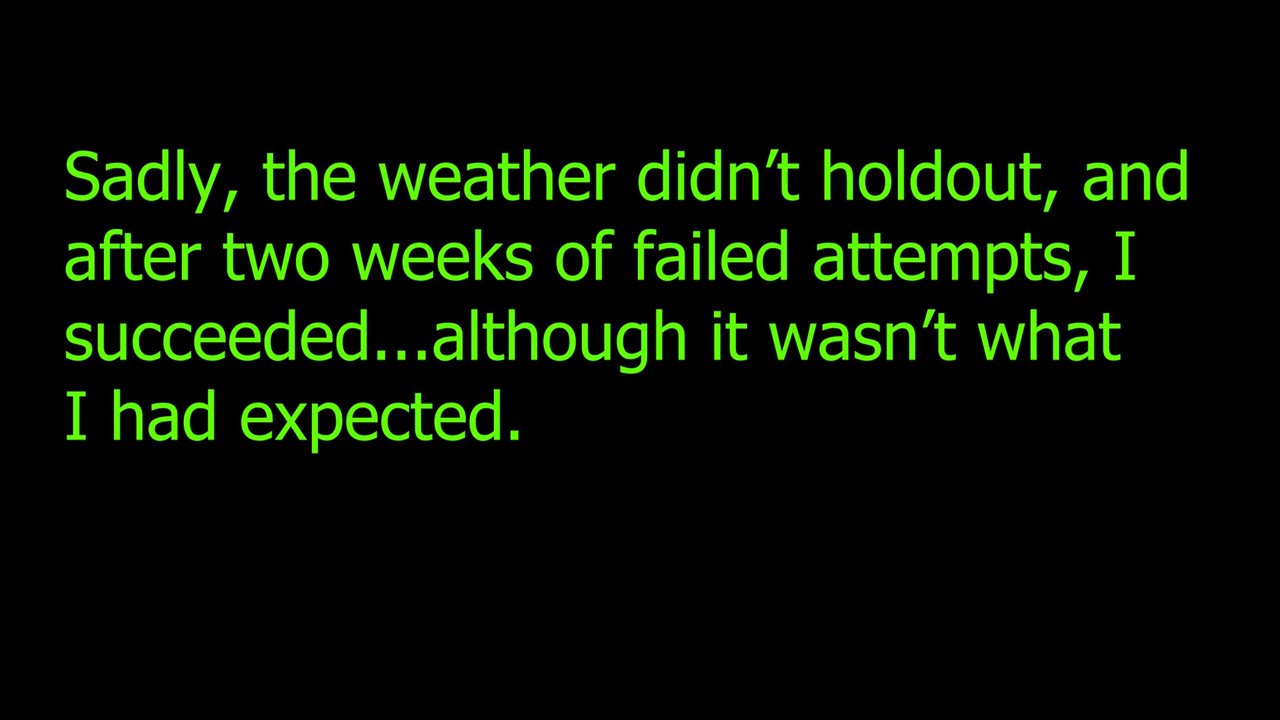 Sadly, the weather didn’t holdout, and
after two weeks of failed attempts, I
succeeded...although it wasn’t what
I had expected.